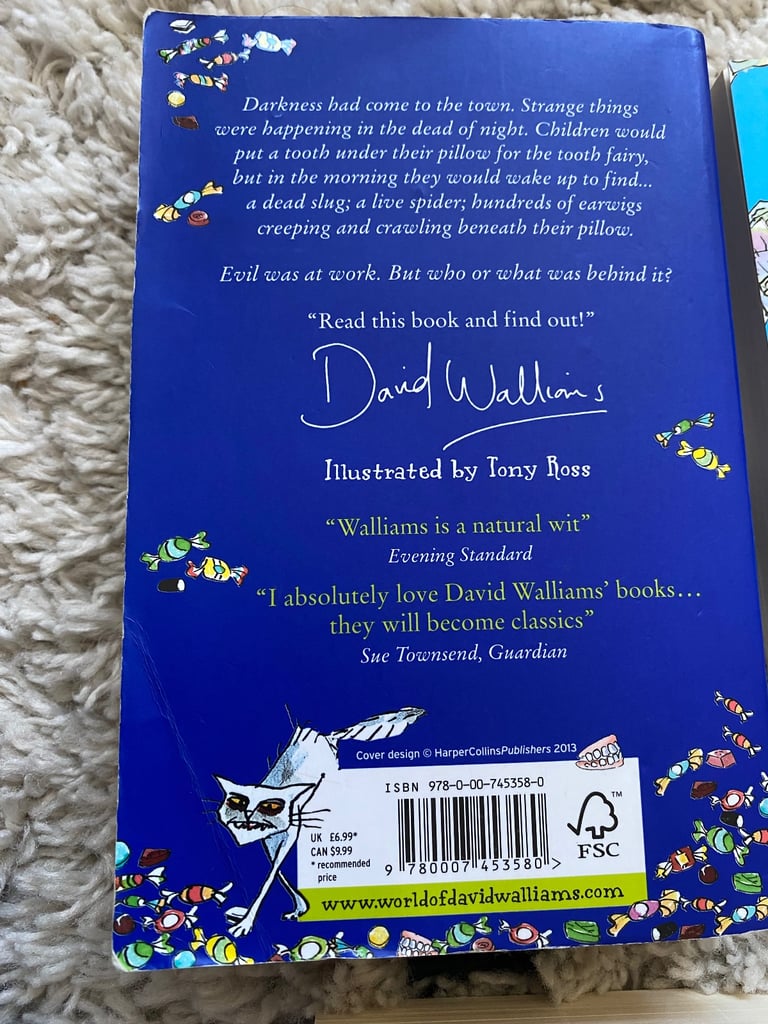 Darkness had come to the town. Strange things
were happening in the dead of night. Children would
put a tooth under their pillow for the tooth fairy,
but in the morning they would wake up to find...
a dead slug; a live spider; hundreds of earwigs
creeping and crawling beneath their pillow.
Evil was at work. But who or what was behind it?
“Read this book and find out!”
David Walliams
Illustrated by Tony Ross
“Walliams is a natural wit”
Evening Standard
“I absolutely love David Walliams’ books...
they will become classics”
Sue Townsend, Guardian
Cover design © HarperCollinsPublishers 2013
ISBN 978-0-00-745358-0
UK £6.99*
CAN $9.99
* recommended
price
9 780007 453580 >
FSC
™
www.worldofdavidwalliams.com